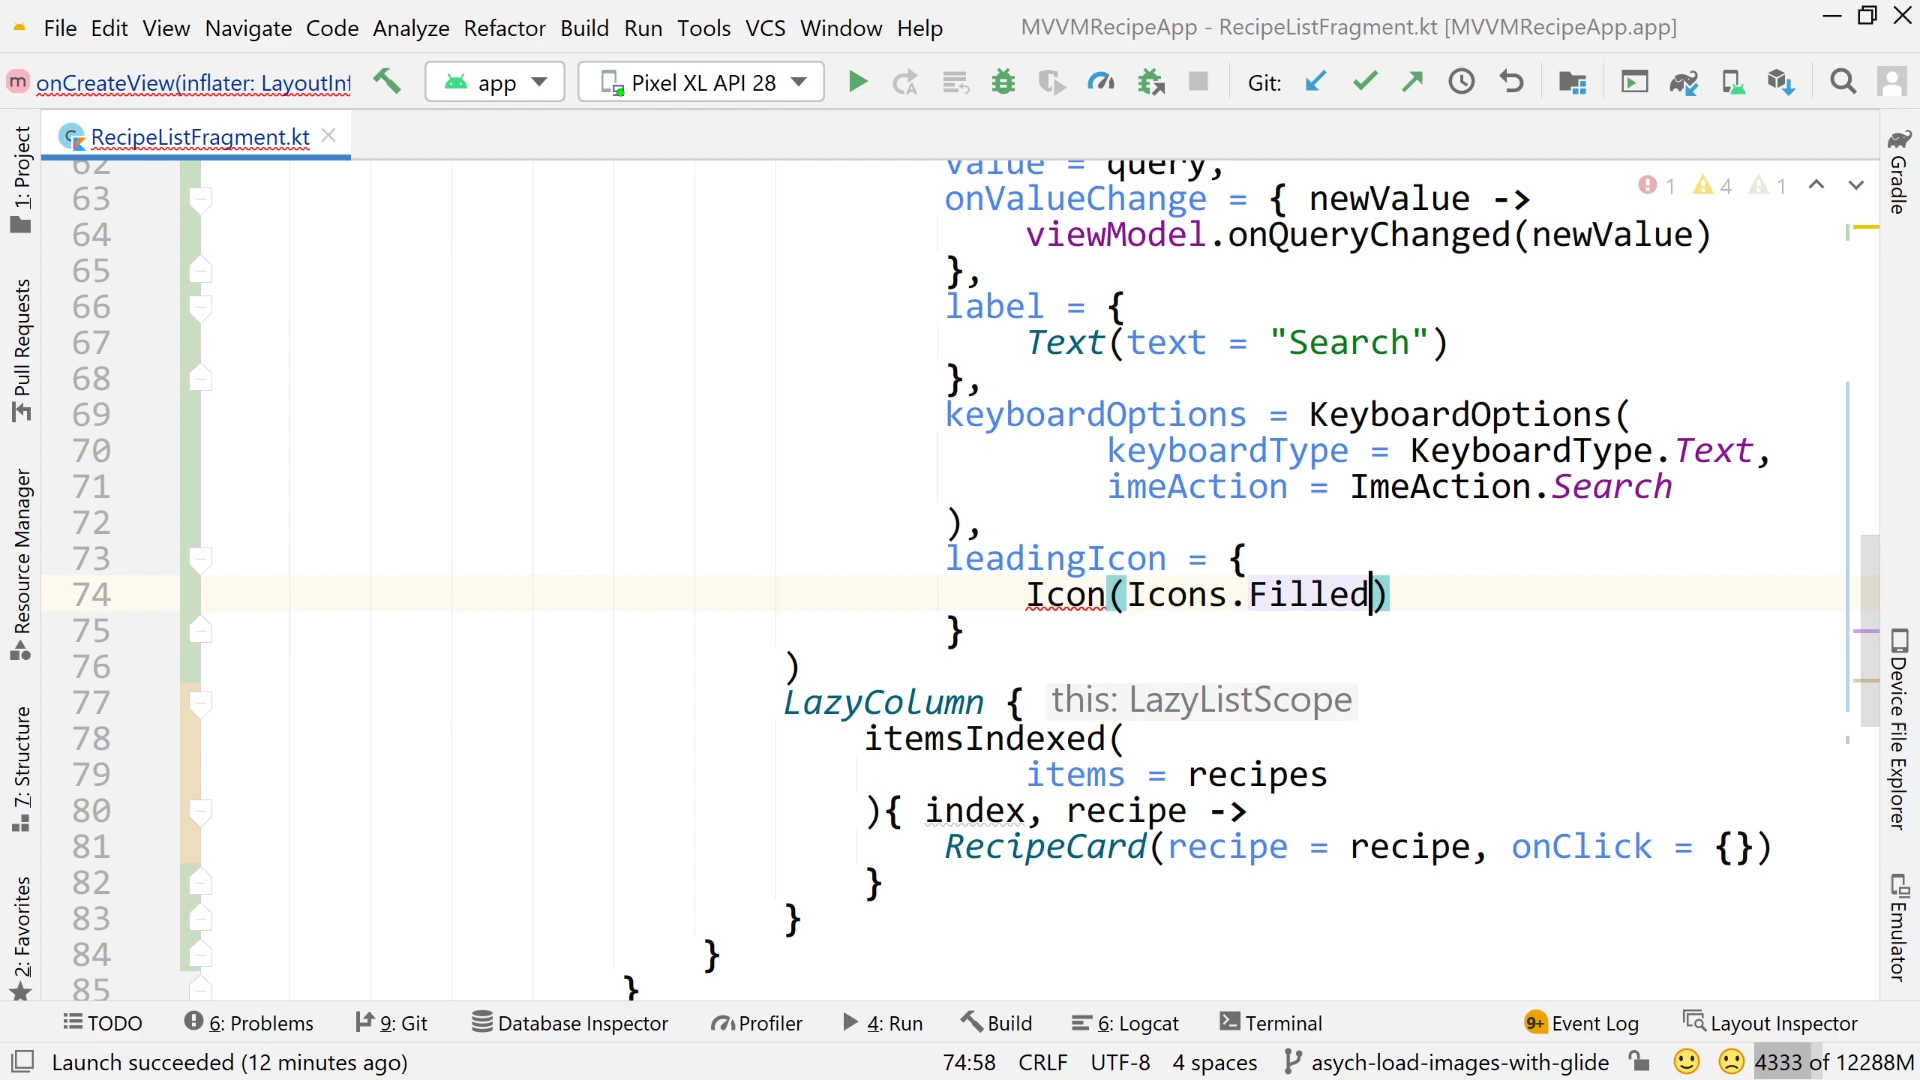 File Edit View Navigate Code Analyze Refactor Build Run Tools VCS Window Help MVVMRecipeApp - RecipeListFragment.kt [MVVMRecipeApp.app]
m onCreateView(inflater: LayoutInf app Pixel XL API 28 Git:
RecipeListFragment.kt
1: Project
Pull Requests
Resource Manager
7: Structure
2: Favorites
62 value = query,
63 onValueChange = { newValue ->
64 viewModel.onQueryChanged(newValue)
65 },
66 label = {
67 Text(text = "Search")
68 },
69 keyboardOptions = KeyboardOptions(
70 keyboardType = KeyboardType.Text,
71 imeAction = ImeAction.Search
72 ),
73 leadingIcon = {
74 Icon(Icons.Filled)
75 }
76 )
77 LazyColumn { this: LazyListScope
78 itemsIndexed(
79 items = recipes
80 ){ index, recipe ->
81 RecipeCard(recipe = recipe, onClick = {})
82 }
83 }
84 }
85 }
1 4 1
Gradle
Device File Explorer
Emulator
TODO 6: Problems 9: Git Database Inspector Profiler 4: Run Build 6: Logcat Terminal 9+ Event Log Layout Inspector
Launch succeeded (12 minutes ago) 74:58 CRLF UTF-8 4 spaces asych-load-images-with-glide 4333 of 12288M